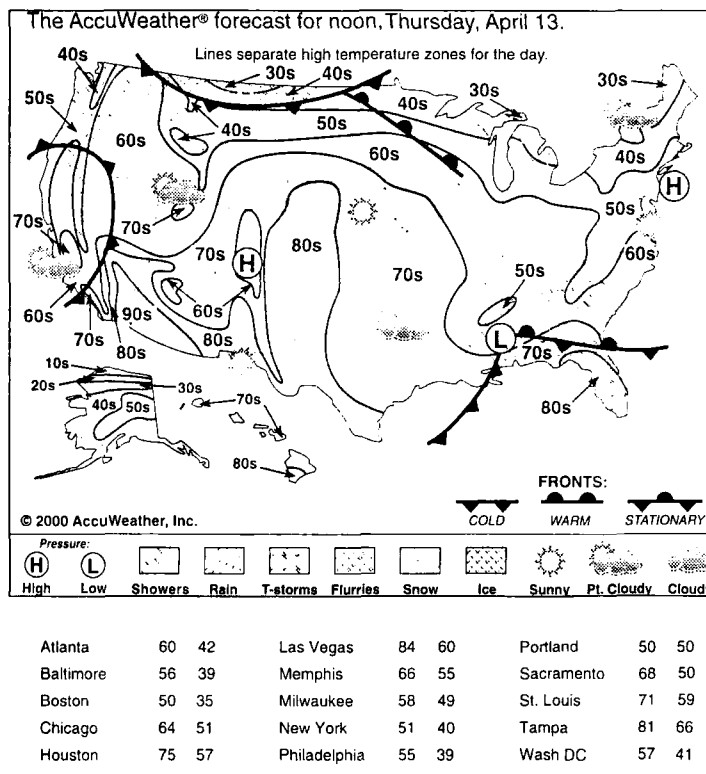 The AccuWeather® forecast for noon, Thursday, April 13.
Lines separate high temperature zones for the day.
40s 30s 40s 30s 30s
50s 40s
60s 40s 50s 40s
60s
H
50s
70s 70s 60s
H 70s 80s 70s 50s
60s 60s
70s 90s 80s L 70s
80s
10s
20s 30s 70s 80s
40s 50s
80s
FRONTS:
© 2000 AccuWeather, Inc. COLD WARM STATIONARY
Pressure:
H L
High Low Showers Rain T-storms Flurries Snow Ice Sunny Pt. Cloudy Cloudy
Atlanta 60 42 Las Vegas 84 60 Portland 50 50
Baltimore 56 39 Memphis 66 55 Sacramento 68 50
Boston 50 35 Milwaukee 58 49 St. Louis 71 59
Chicago 64 51 New York 51 40 Tampa 81 66
Houston 75 57 Philadelphia 55 39 Wash DC 57 41